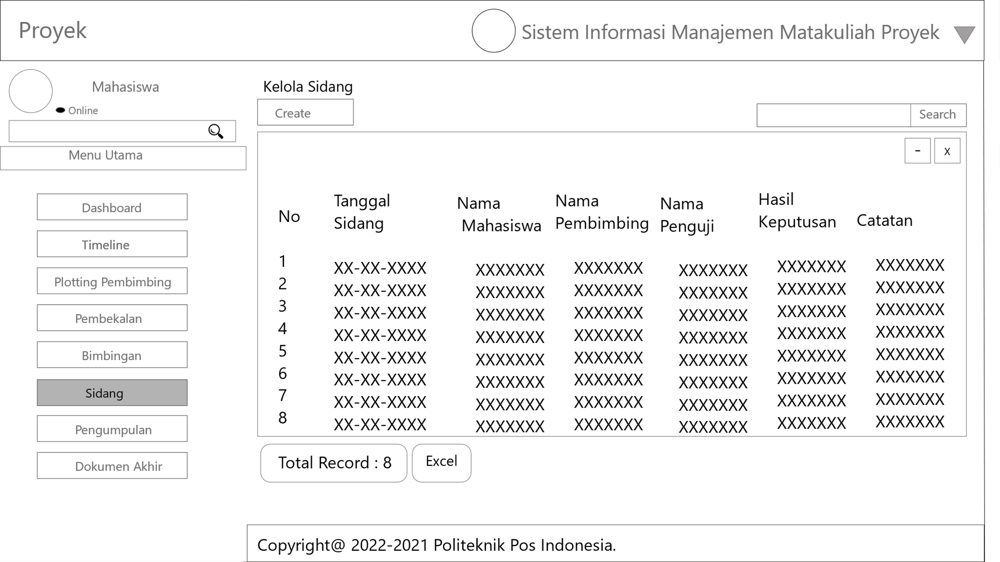 Proyek
Sistem Informasi Manajemen Matakuliah Proyek
Mahasiswa
Online
Menu Utama
Dashboard
Timeline
Plotting Pembimbing
Pembekalan
Bimbingan
Sidang
Pengumpulan
Dokumen Akhir
Kelola Sidang
Create
Search
- x
No Tanggal Sidang Nama Mahasiswa Nama Pembimbing Nama Penguji Hasil Keputusan Catatan
1 XX-XX-XXXX XXXXXXX XXXXXXX XXXXXXX XXXXXXX XXXXXXX
2 XX-XX-XXXX XXXXXXX XXXXXXX XXXXXXX XXXXXXX XXXXXXX
3 XX-XX-XXXX XXXXXXX XXXXXXX XXXXXXX XXXXXXX XXXXXXX
4 XX-XX-XXXX XXXXXXX XXXXXXX XXXXXXX XXXXXXX XXXXXXX
5 XX-XX-XXXX XXXXXXX XXXXXXX XXXXXXX XXXXXXX XXXXXXX
6 XX-XX-XXXX XXXXXXX XXXXXXX XXXXXXX XXXXXXX XXXXXXX
7 XX-XX-XXXX XXXXXXX XXXXXXX XXXXXXX XXXXXXX XXXXXXX
8 XX-XX-XXXX XXXXXXX XXXXXXX XXXXXXX XXXXXXX XXXXXXX
Total Record : 8
Excel
Copyright@ 2022-2021 Politeknik Pos Indonesia.